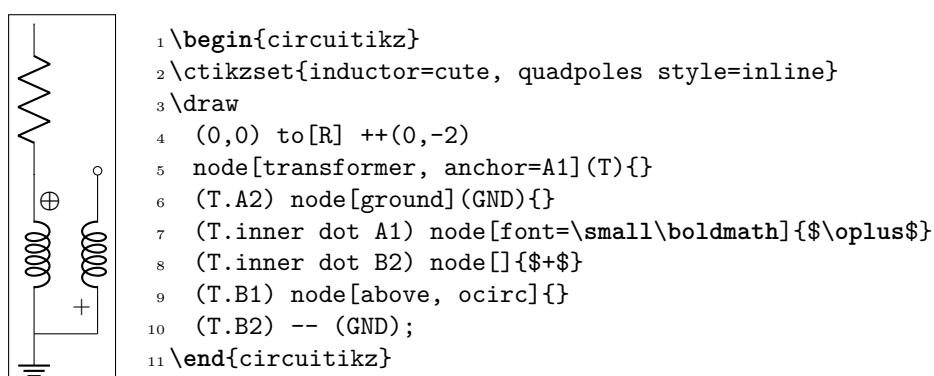 ⊕
+
1 \begin{circuitikz}
2 \ctikzset{inductor=cute, quadpoles style=inline}
3 \draw
4 (0,0) to[R] ++(0,-2)
5 node[transformer, anchor=A1](T){}
6 (T.A2) node[ground](GND){}
7 (T.inner dot A1) node[font=\small\boldmath]{$\oplus$}
8 (T.inner dot B2) node[]{$+$}
9 (T.B1) node[above, ocirc]{}
10 (T.B2) -- (GND);
11 \end{circuitikz}